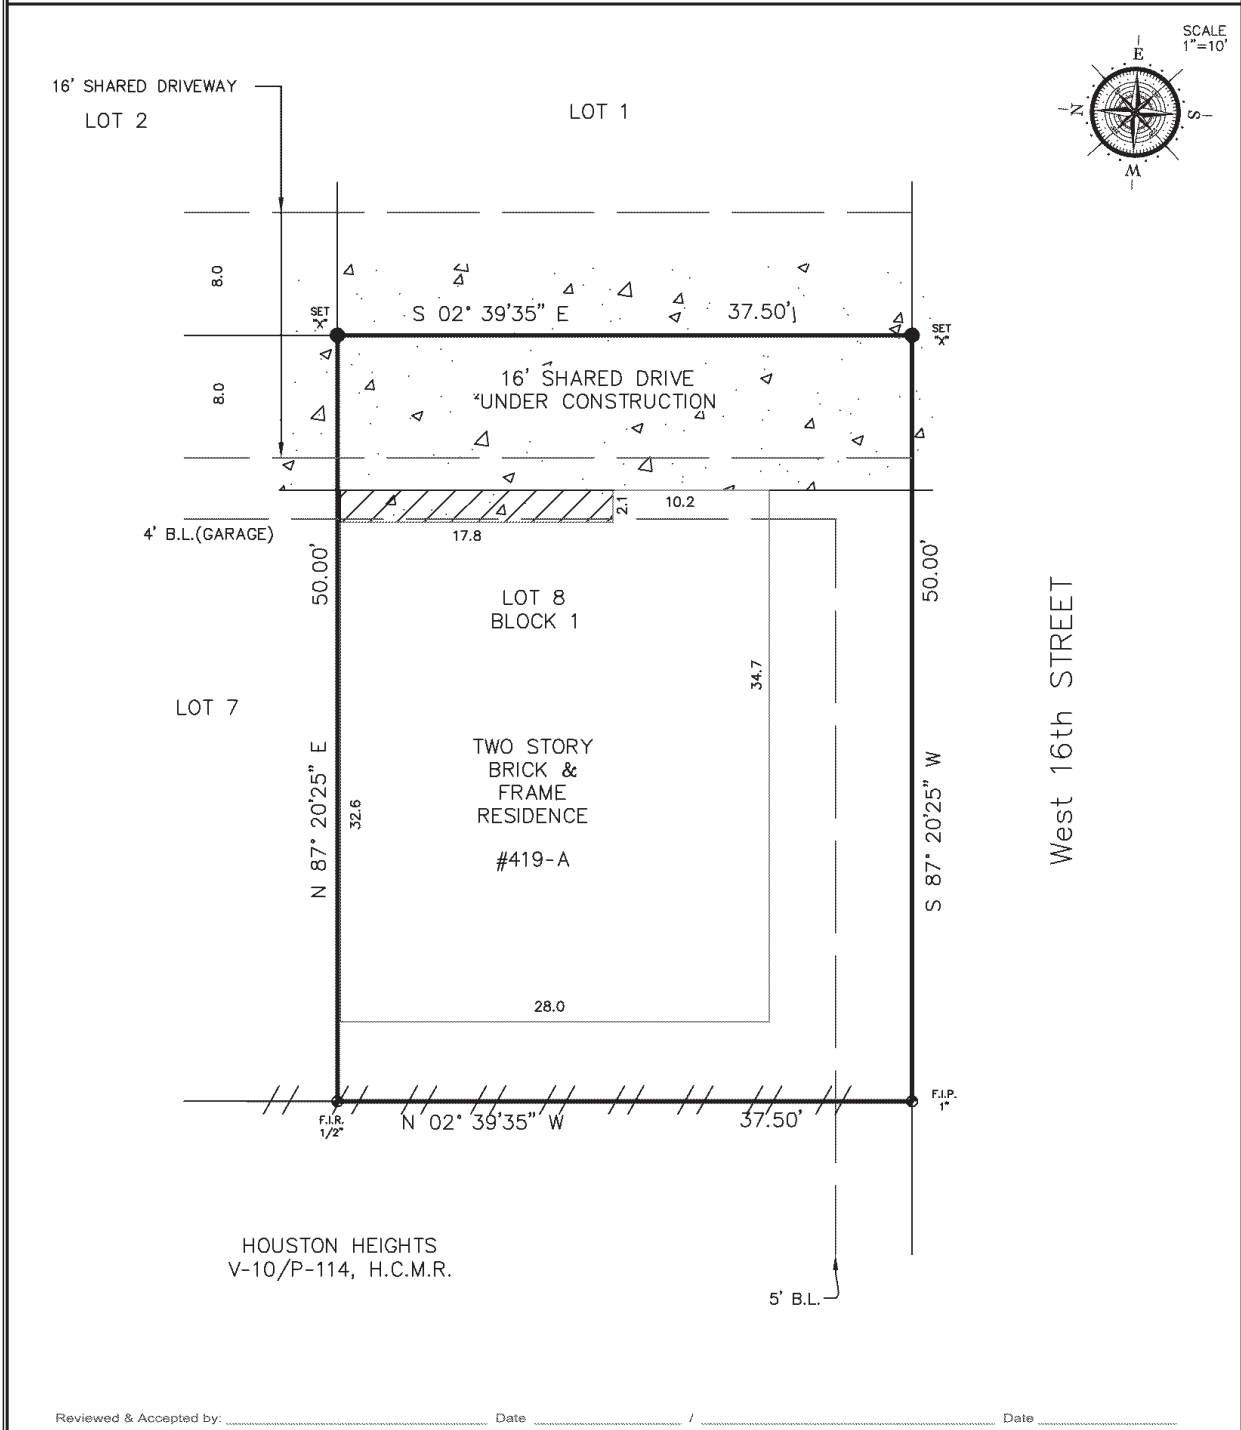 SCALE
1"=10'
E
N
S
W
16' SHARED DRIVEWAY
LOT 2
LOT 1
8.0
SET
"X"
S 02° 39'35" E
37.50'
SET
"X"
8.0
16' SHARED DRIVE
UNDER CONSTRUCTION
2.1
10.2
4' B.L.(GARAGE)
17.8
50.00'
50.00'
LOT 8
BLOCK 1
34.7
LOT 7
West 16th STREET
TWO STORY
BRICK &
FRAME
RESIDENCE
#419-A
N 87° 20'25" E
32.6
S 87° 20'25" W
28.0
F.I.R.
1/2"
N 02° 39'35" W
37.50'
F.I.P.
1"
HOUSTON HEIGHTS
V-10/P-114, H.C.M.R.
5' B.L.
Reviewed & Accepted by: Date / Date